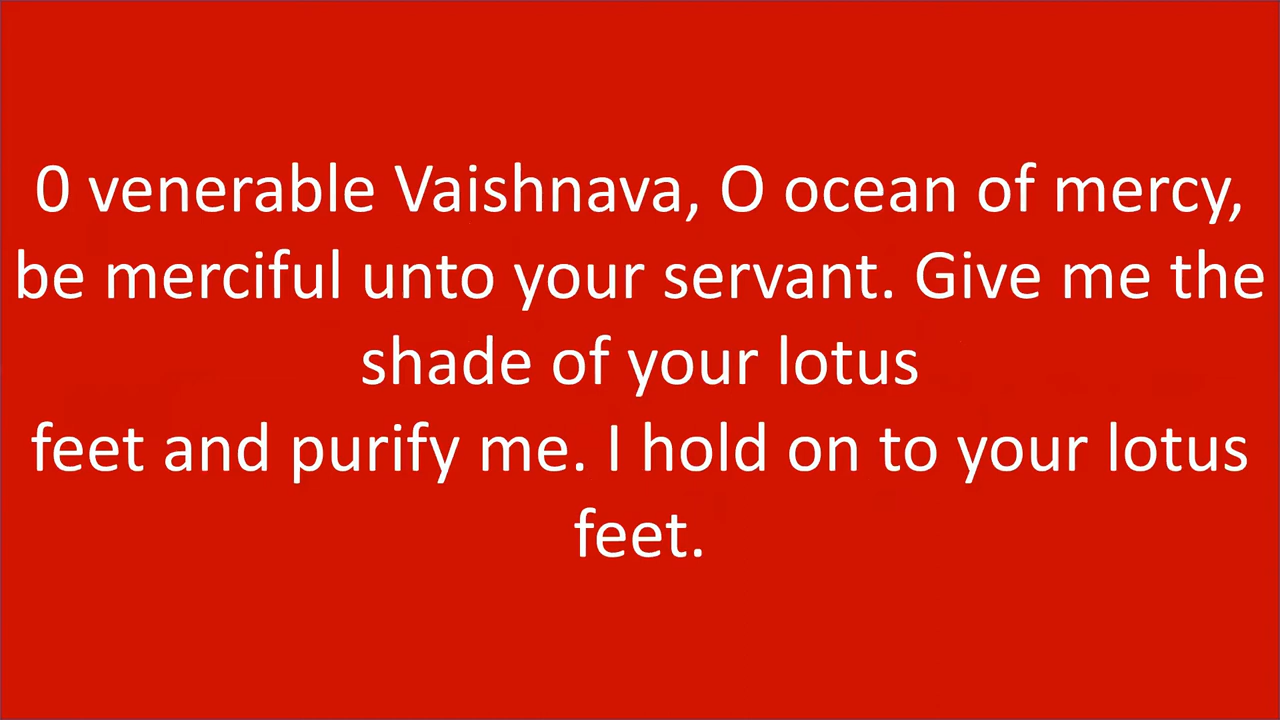 0 venerable Vaishnava, O ocean of mercy,
be merciful unto your servant. Give me the
shade of your lotus
feet and purify me. I hold on to your lotus
feet.